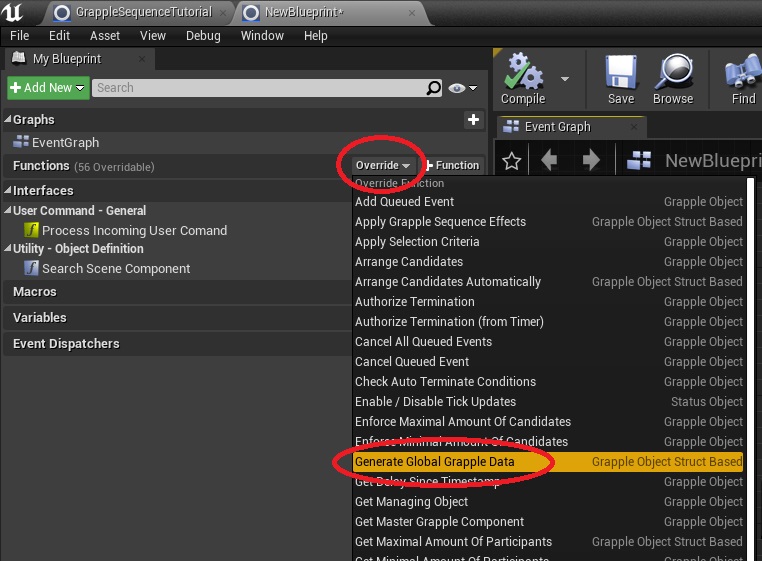 GrappleSequenceTutorial NewBlueprint*
File Edit Asset View Debug Window Help
My Blueprint
Add New Search
Compile Save Browse Find
Graphs
EventGraph
Event Graph
Functions (56 Overridable) Override Function
NewBlueprint
Interfaces
User Command - General
Process Incoming User Comand
Utility - Object Definition
Search Scene Component
Macros
Variables
Event Dispatchers
Override Function
Add Queued Event Grapple Object
Apply Grapple Sequence Effects Grapple Object Struct Based
Apply Selection Criteria Grapple Object
Arrange Candidates Grapple Object
Arrange Candidates Automatically Grapple Object Struct Based
Authorize Termination Grapple Object
Authorize Termination (from Timer) Grapple Object
Cancel All Queued Events Grapple Object
Cancel Queued Event Grapple Object
Check Auto Terminate Conditions Grapple Object
Enable / Disable Tick Updates Status Object
Enforce Maximal Amount Of Candidates Grapple Object
Enforce Minimal Amount Of Candidates Grapple Object
Generate Global Grapple Data Grapple Object Struct Based
Get Delay Since Timestamp Grapple Object
Get Managing Object Grapple Object
Get Master Grapple Component Grapple Object
Get Maximal Amount Of Participants Grapple Object Struct Based
Get Minimal Amount Of Participants Grapple Object